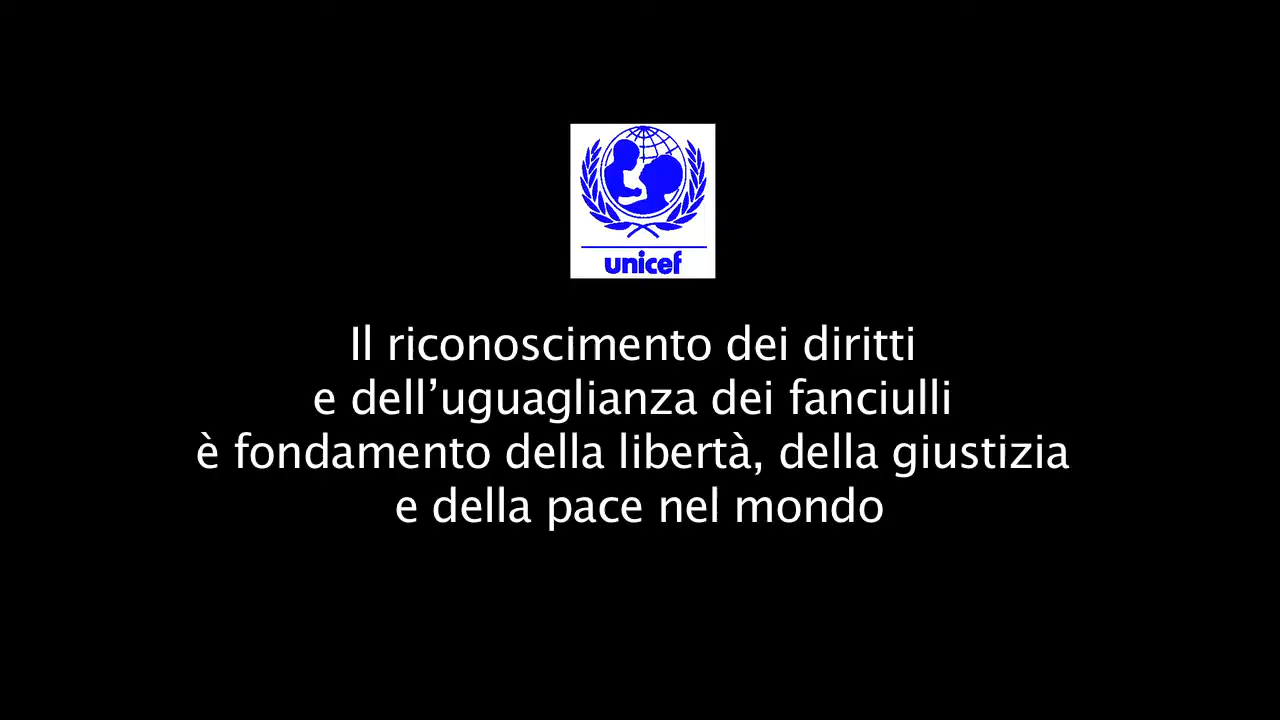 unicef
Il riconoscimento dei diritti
e dell’uguaglianza dei fanciulli
è fondamento della libertà, della giustizia
e della pace nel mondo